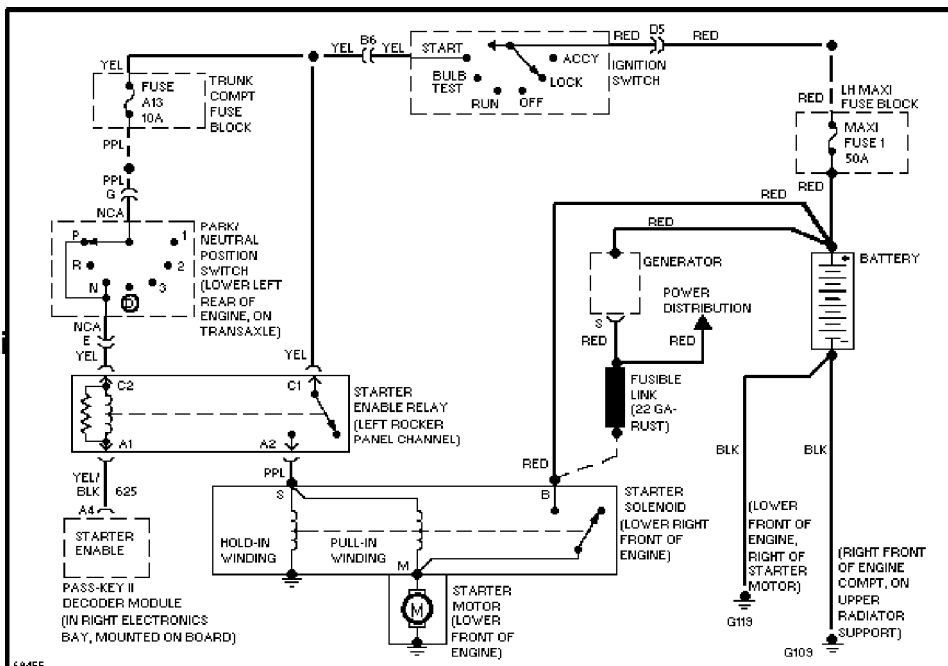 YEL
B6
YEL
START
BULB
TEST
RUN
OFF
LOCK
ACCY
IGNITION
SWITCH
RED
D5
RED
YEL
FUSE
A13
10A
TRUNK
COMPT
FUSE
BLOCK
PPL
PPL
G
NCA
RED
LH MAXI
FUSE BLOCK
MAXI
FUSE 1
50A
RED
P
R
N
D
3
2
1
PARK/
NEUTRAL
POSITION
SWITCH
(LOWER LEFT
REAR OF
ENGINE, ON
TRANSAXLE)
NCA
E
YEL
YEL
RED
RED
GENERATOR
S
RED
POWER
DISTRIBUTION
RED
BATTERY
FUSIBLE
LINK
(22 GA-
RUST)
C2
C1
A1
A2
STARTER
ENABLE RELAY
(LEFT ROCKER
PANEL CHANNEL)
YEL/
BLK
625
A4
STARTER
ENABLE
PASS-KEY II
DECODER MODULE
(IN RIGHT ELECTRONICS
BAY, MOUNTED ON BOARD)
PPL
S
RED
B
HOLD-IN
WINDING
PULL-IN
WINDING
M
STARTER
SOLENOID
(LOWER RIGHT
FRONT OF
ENGINE)
M
STARTER
MOTOR
(LOWER
FRONT OF
ENGINE)
BLK
BLK
(LOWER
FRONT OF
ENGINE,
RIGHT OF
STARTER
MOTOR)
G119
(RIGHT FRONT
OF ENGINE
COMPT, ON
UPPER
RADIATOR
SUPPORT)
G109